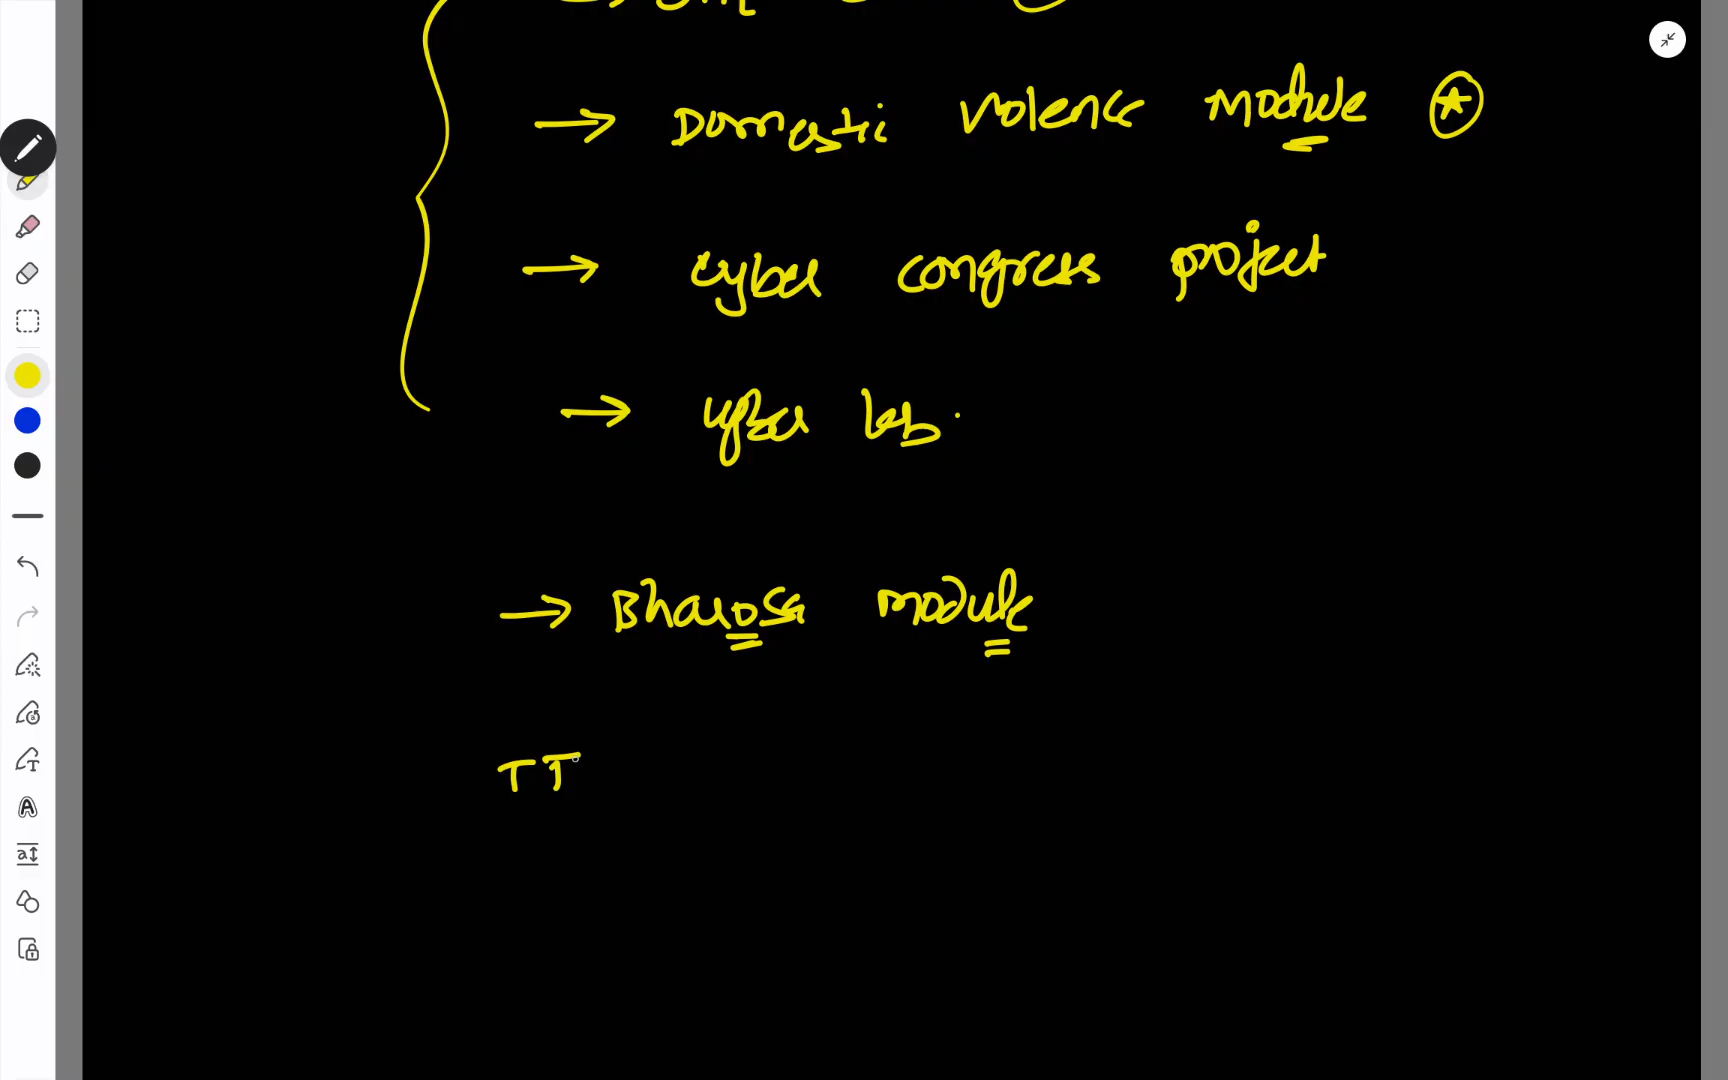 → Domestic violence module
→ cyber congress project
→ cyber lab.
→ Bharosa module
TT